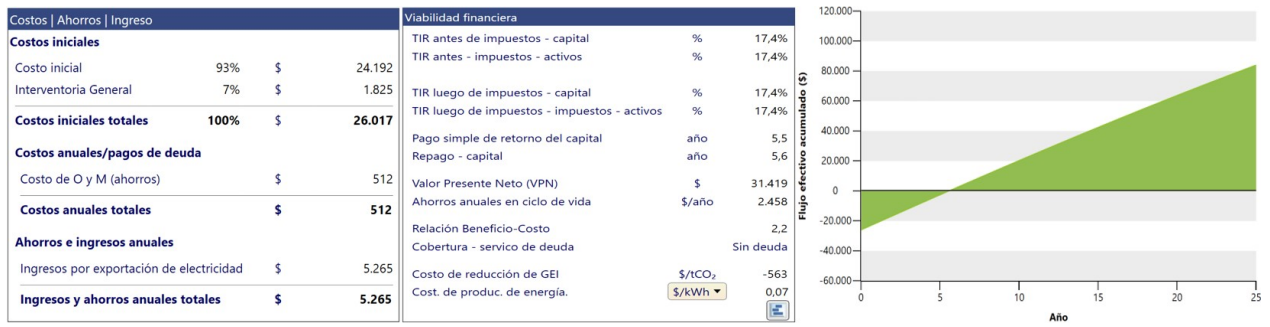 Costos | Ahorros | Ingreso
Costos iniciales
Costo inicial 93% $ 24.192
Interventoria General 7% $ 1.825
Costos iniciales totales 100% $ 26.017
Costos anuales/pagos de deuda
Costo de O y M (ahorros) $ 512
Costos anuales totales $ 512
Ahorros e ingresos anuales
Ingresos por exportación de electricidad $ 5.265
Ingresos y ahorros anuales totales $ 5.265
Viabilidad financiera
TIR antes de impuestos - capital % 17,4%
TIR antes - impuestos - activos % 17,4%
TIR luego de impuestos - capital % 17,4%
TIR luego de impuestos - impuestos - activos % 17,4%
Pago simple de retorno del capital año 5,5
Repago - capital año 5,6
Valor Presente Neto (VPN) $ 31.419
Ahorros anuales en ciclo de vida $/año 2.458
Relación Beneficio-Costo 2,2
Cobertura - servico de deuda Sin deuda
Costo de reducción de GEI $/tCO₂ -563
Cost. de produc. de energía. $/kWh 0,07
Flujo efectivo acumulado ($)
120.000
100.000
80.000
60.000
40.000
20.000
0
-20.000
-40.000
-60.000
0 5 10 15 20 25
Año